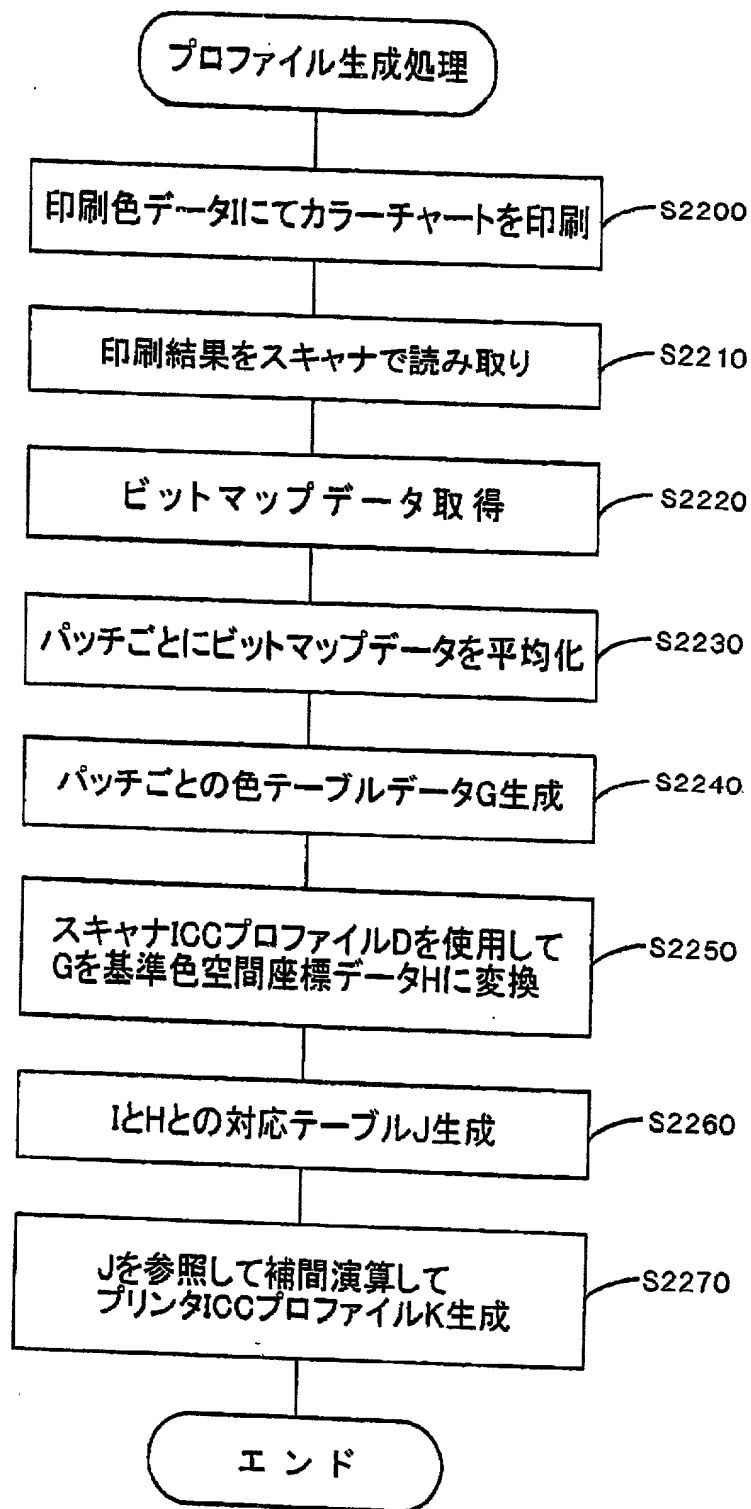 プロファイル生成処理
印刷色データIにてカラーチャートを印刷
S2200
印刷結果をスキャナで読み取り
S2210
ビットマップデータ取得
S2220
パッチごとにビットマップデータを平均化
S2230
パッチごとの色テーブルデータG生成
S2240
スキャナICCプロファイルDを使用して
Gを基準色空間座標データHに変換
S2250
IとHとの対応テーブルJ生成
S2260
Jを参照して補間演算して
プリンタICCプロファイルK生成
S2270
エンド